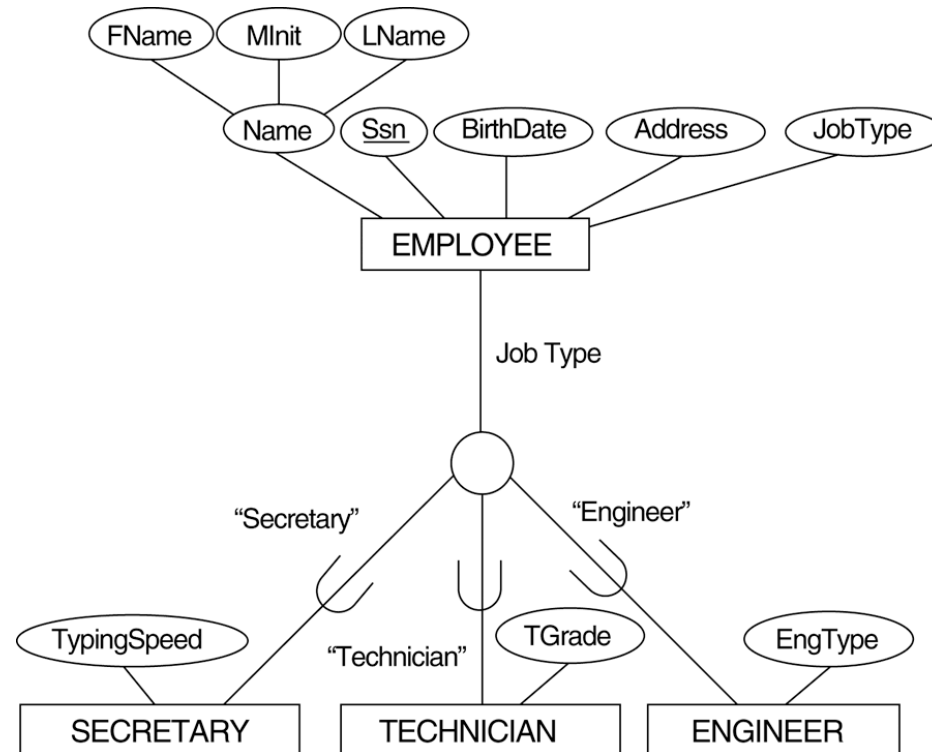 FName
MInit
LName
Name
Ssn
BirthDate
Address
JobType
EMPLOYEE
Job Type
“Secretary”
“Engineer”
“Technician”
TypingSpeed
TGrade
EngType
SECRETARY
TECHNICIAN
ENGINEER